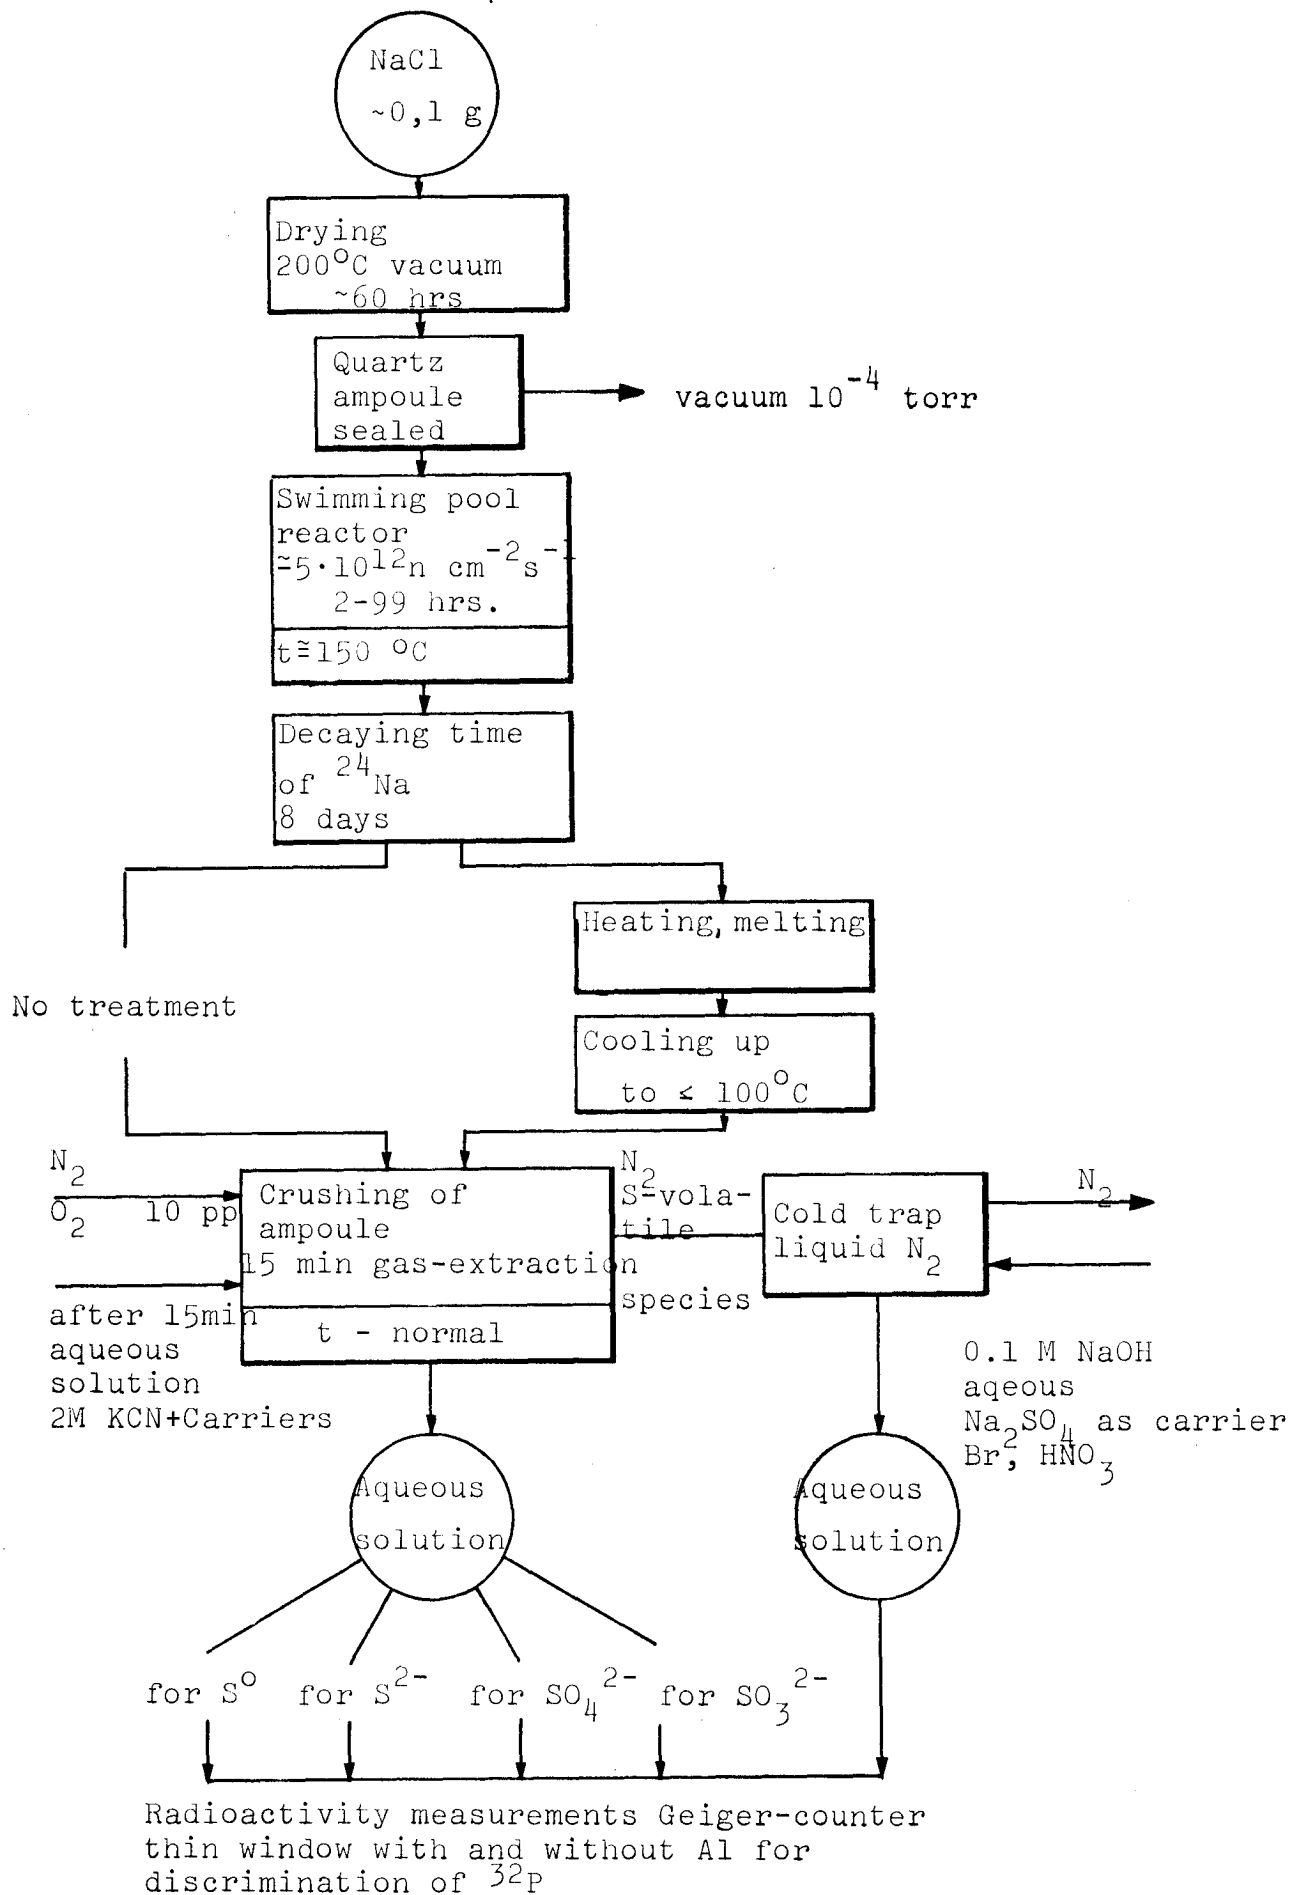 NaCl
~0,1 g
Drying
200°C vacuum
~60 hrs
Quartz
ampoule
sealed
vacuum 10⁻⁴ torr
Swimming pool
reactor
≅5·10¹²n cm⁻²s⁻¹
2-99 hrs.
t≅150 °C
Decaying time
of ²⁴Na
8 days
Heating, melting
No treatment
Cooling up
to ≤ 100°C
N₂
O₂ 10 pp
after 15min
aqueous
solution
2M KCN+Carriers
Crushing of
ampoule
15 min gas-extraction
t - normal
N₂
S-vola-
tile
species
Cold trap
liquid N₂
N₂
0.1 M NaOH
aqeous
Na₂SO₄ as carrier
Br₂, HNO₃
Aqueous
solution
Aqueous
solution
for S⁰ for S²⁻ for SO₄²⁻ for SO₃²⁻
Radioactivity measurements Geiger-counter
thin window with and without Al for
discrimination of ³²P